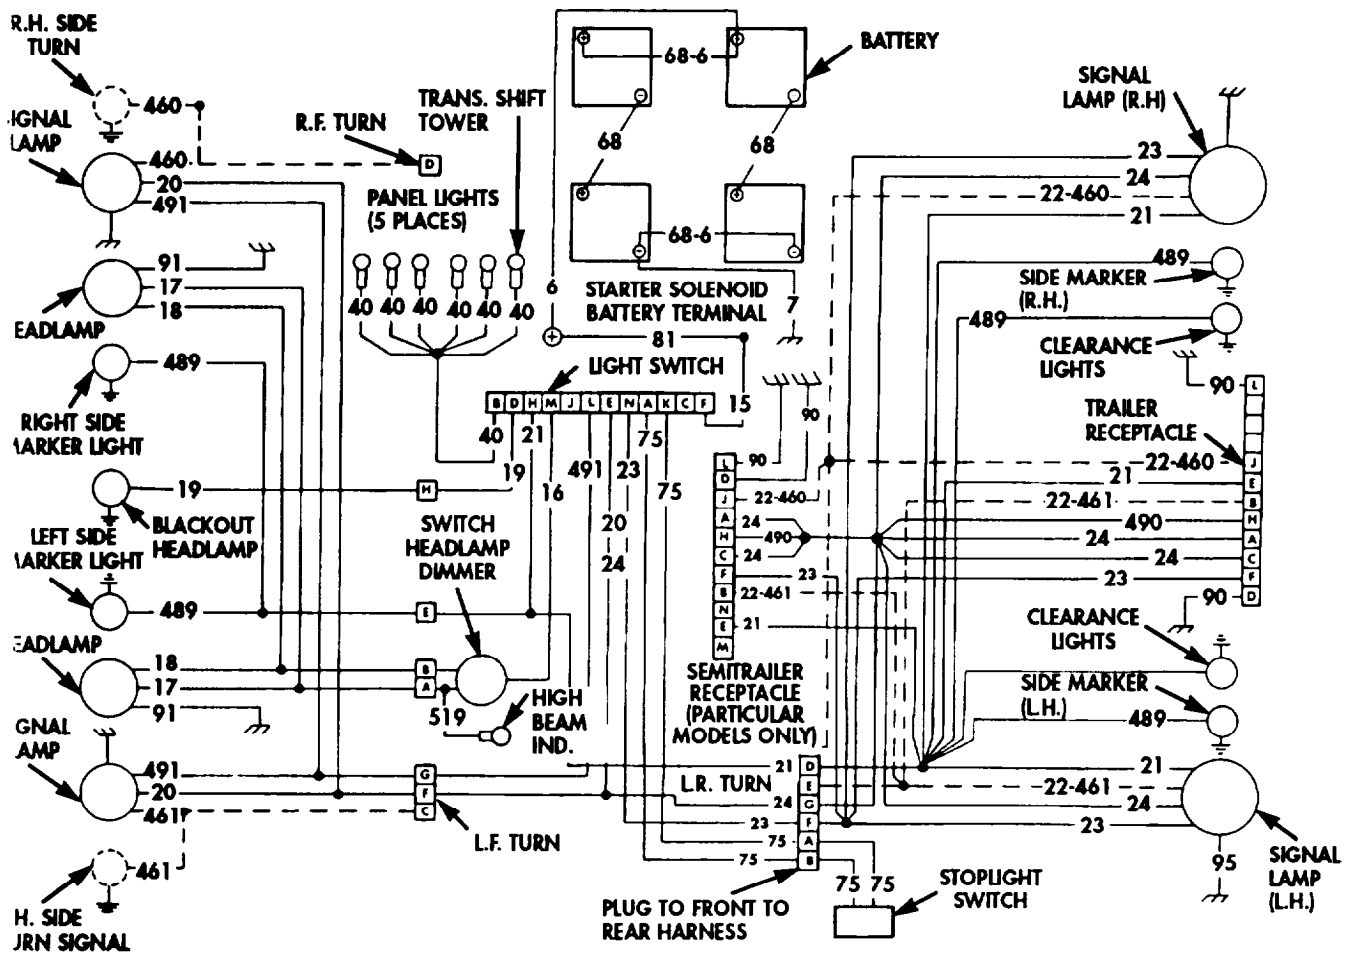 R.H. SIDE
TURN
460
IGNAL
LAMP
460
20
491
R.F. TURN
D
TRANS. SHIFT
TOWER
PANEL LIGHTS
(5 PLACES)
40 40 40 40 40 40
68-6
BATTERY
68
68
68-6
6
STARTER SOLENOID
BATTERY TERMINAL
7
81
LIGHT SWITCH
B D H M J L E N A K C F
15
40
21
19
16
491
23
75
75
20
24
91
17
18
EADLAMP
489
RIGHT SIDE
MARKER LIGHT
19
H
BLACKOUT
HEADLAMP
LEFT SIDE
MARKER LIGHT
489
E
SWITCH
HEADLAMP
DIMMER
EADLAMP
18
17
91
B
A
519
HIGH
BEAM
IND.
GNAL
AMP
491
20
461
G
F
C
L.F. TURN
461
H. SIDE
URN SIGNAL
90
90
L
D
J
A
H
C
F
B
N
E
M
22-460
24
490
24
23
22-461
21
SEMITRAILER
RECEPTACLE
(PARTICULAR
MODELS ONLY)
L.R. TURN
21
24
23
75
75
D
E
G
F
A
B
PLUG TO FRONT TO
REAR HARNESS
75 75
STOPLIGHT
SWITCH
SIGNAL
LAMP (R.H)
23
24
22-460
21
489
SIDE MARKER
(R.H.)
489
CLEARANCE
LIGHTS
90
TRAILER
RECEPTACLE
22-460
21
22-461
490
24
24
23
90
L
J
E
B
H
A
C
F
D
CLEARANCE
LIGHTS
SIDE MARKER
(L.H.)
489
21
22-461
24
23
95
SIGNAL
LAMP
(L.H.)